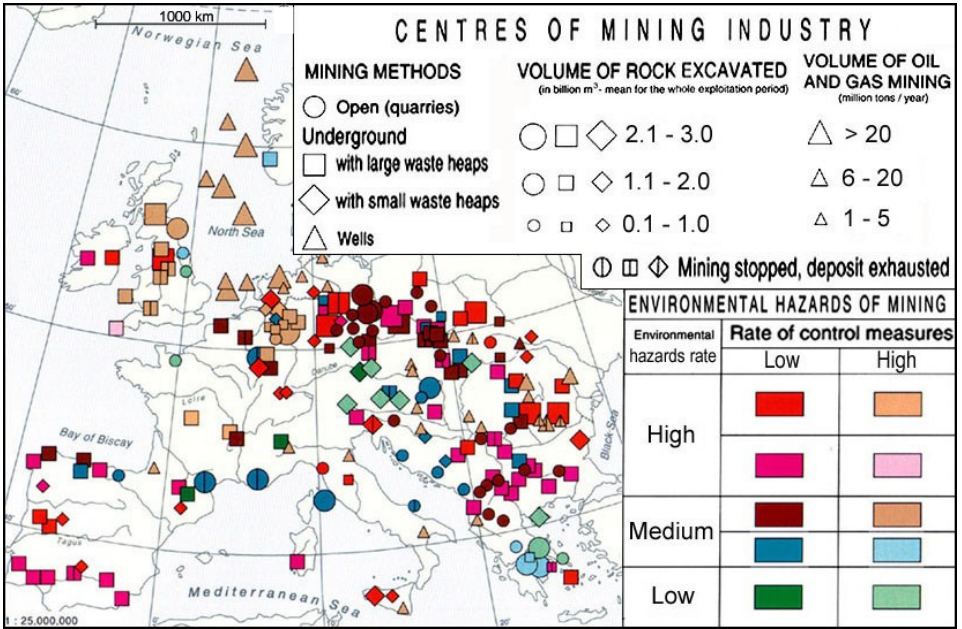 1000 km
Norwegian Sea
60°
North Sea
50°
Bay of Biscay
Loire
Danube
Black Sea
Tagus
Mediterranean Sea
20°
1 : 25,000,000
CENTRES OF MINING INDUSTRY
MINING METHODS
Open (quarries)
Underground
with large waste heaps
with small waste heaps
Wells
VOLUME OF ROCK EXCAVATED
(in billion m³- mean for the whole exploitation period)
2.1 - 3.0
1.1 - 2.0
0.1 - 1.0
VOLUME OF OIL
AND GAS MINING
(million tons / year)
> 20
6 - 20
1 - 5
Mining stopped, deposit exhausted
ENVIRONMENTAL HAZARDS OF MINING
Environmental
hazards rate
Rate of control measures
Low
High
High
Medium
Low